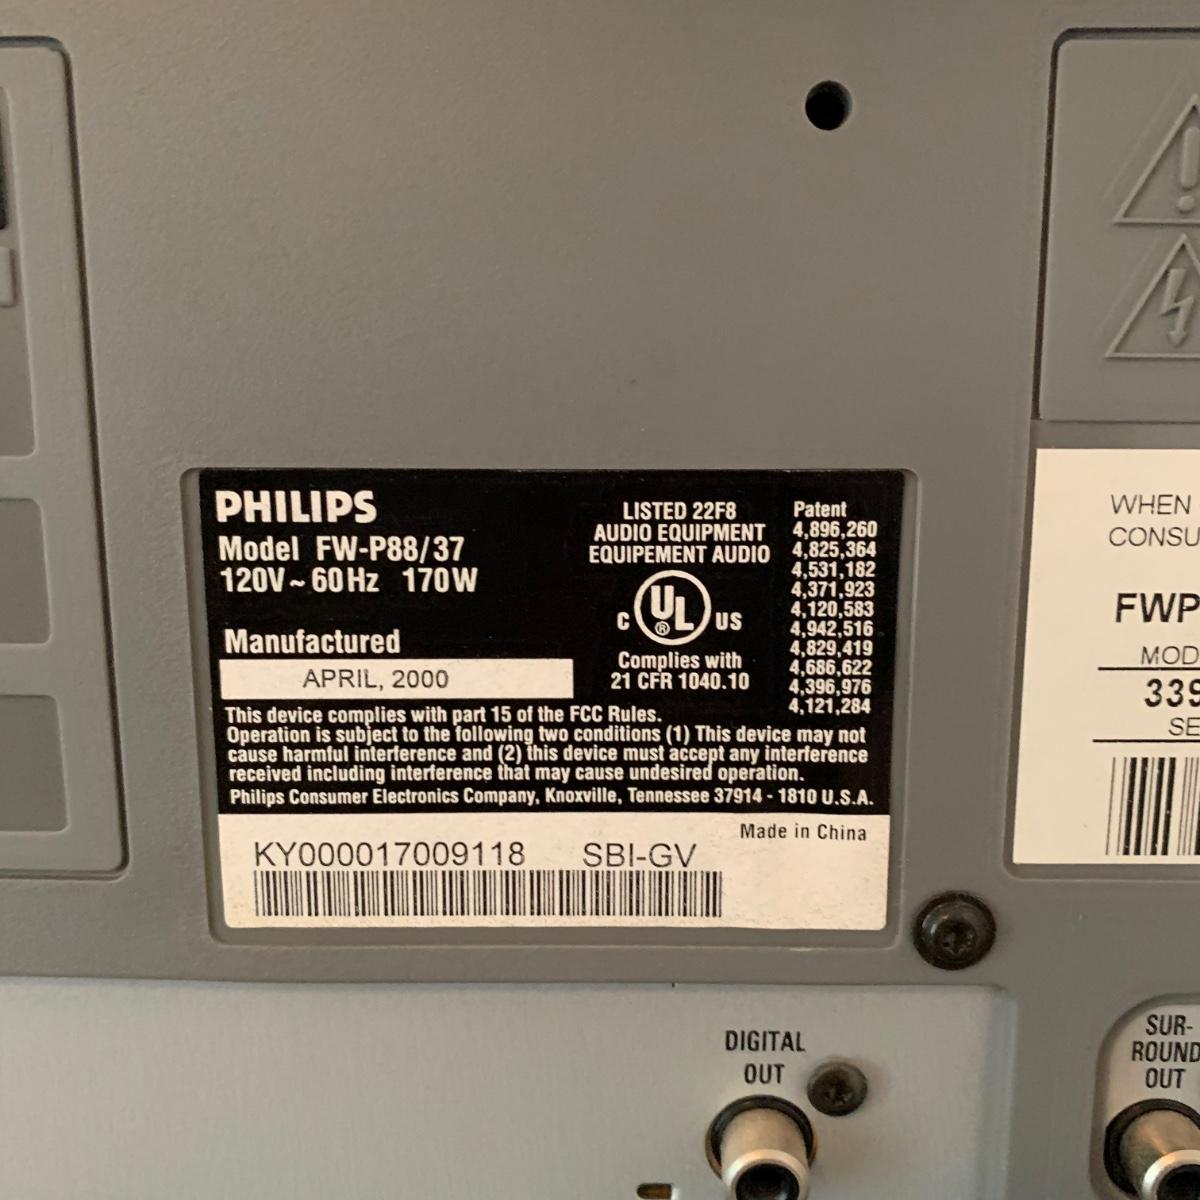 PHILIPS
Model FW-P88/37
120V ~ 60Hz 170W
Manufactured
APRIL, 2000
LISTED 22F8
AUDIO EQUIPMENT
EQUIPEMENT AUDIO
C UL ® US
Complies with
21 CFR 1040.10
Patent
4,896,260
4,825,364
4,531,182
4,371,923
4,120,583
4,942,516
4,829,419
4,686,622
4,396,976
4,121,284
This device complies with part 15 of the FCC Rules.
Operation is subject to the following two conditions (1) This device may not
cause harmful interference and (2) this device must accept any interference
received including interference that may cause undesired operation.
Philips Consumer Electronics Company, Knoxville, Tennessee 37914 - 1810 U.S.A.
Made in China
KY000017009118 SBI-GV
WHEN
CONSU
FWP
MOD
339
SE
DIGITAL
OUT
SUR-
ROUND
OUT